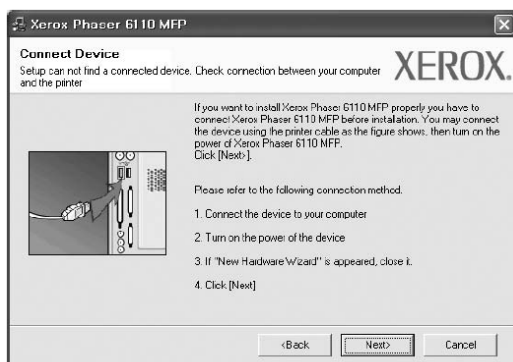 Xerox Phaser 6110 MFP
Connect Device
Setup can not find a connected device. Check connection between your computer
and the printer
XEROX.
If you want to install Xerox Phaser 6110 MFP properly you have to
connect Xerox Phaser 6110 MFP before installation. You may connect
the device using the printer cable as the figure shows, then turn on the
power of Xerox Phaser 6110 MFP.
Click [Next>].
Please refer to the following connection method.
1. Connect the device to your computer
2. Turn on the power of the device
3. If "New Hardware Wizard" is appeared, close it.
4. Click [Next]
<Back
Next>
Cancel